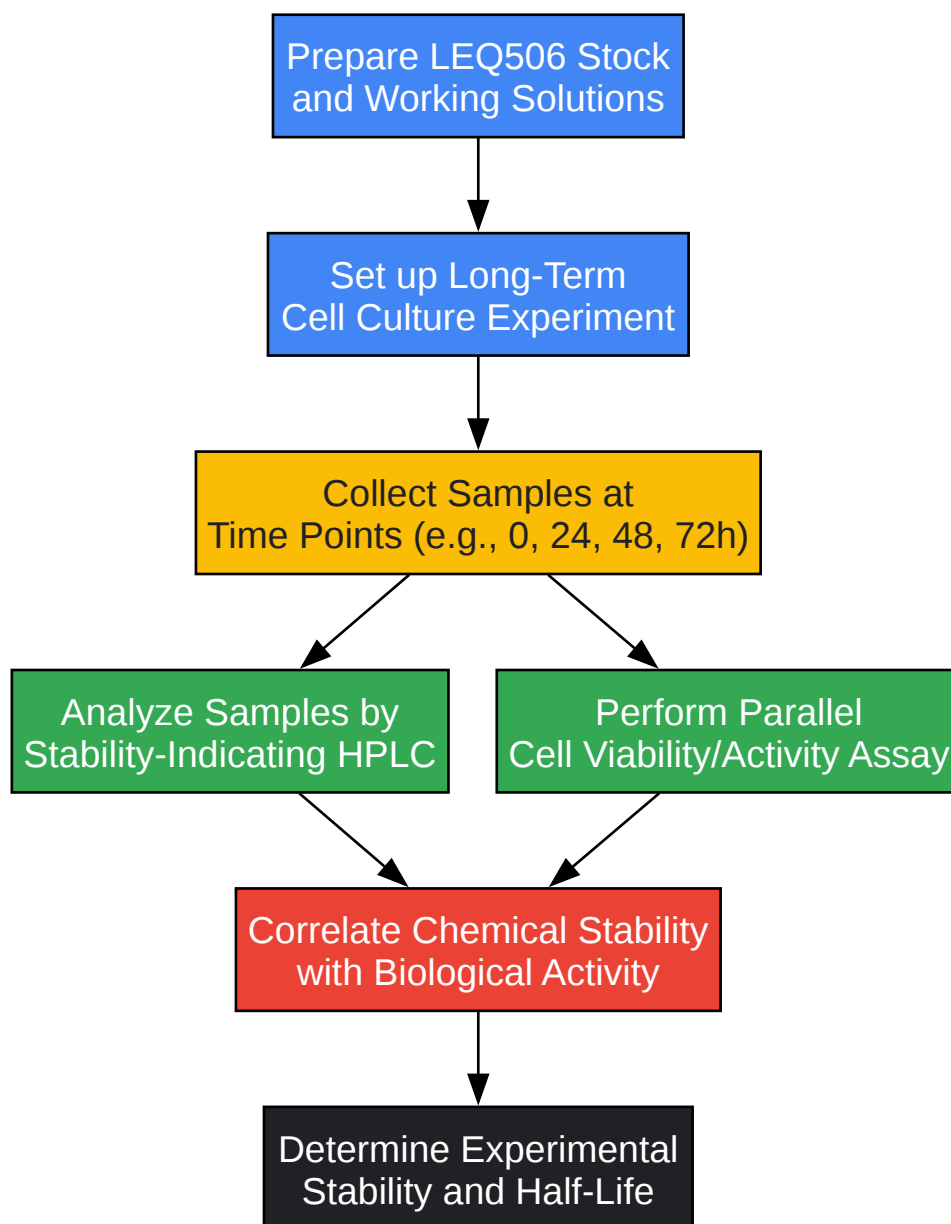 Prepare LEQ506 Stock
and Working Solutions
Set up Long-Term
Cell Culture Experiment
Collect Samples at
Time Points (e.g., 0, 24, 48, 72h)
Analyze Samples by
Stability-Indicating HPLC
Perform Parallel
Cell Viability/Activity Assay
Correlate Chemical Stability
with Biological Activity
Determine Experimental
Stability and Half-Life